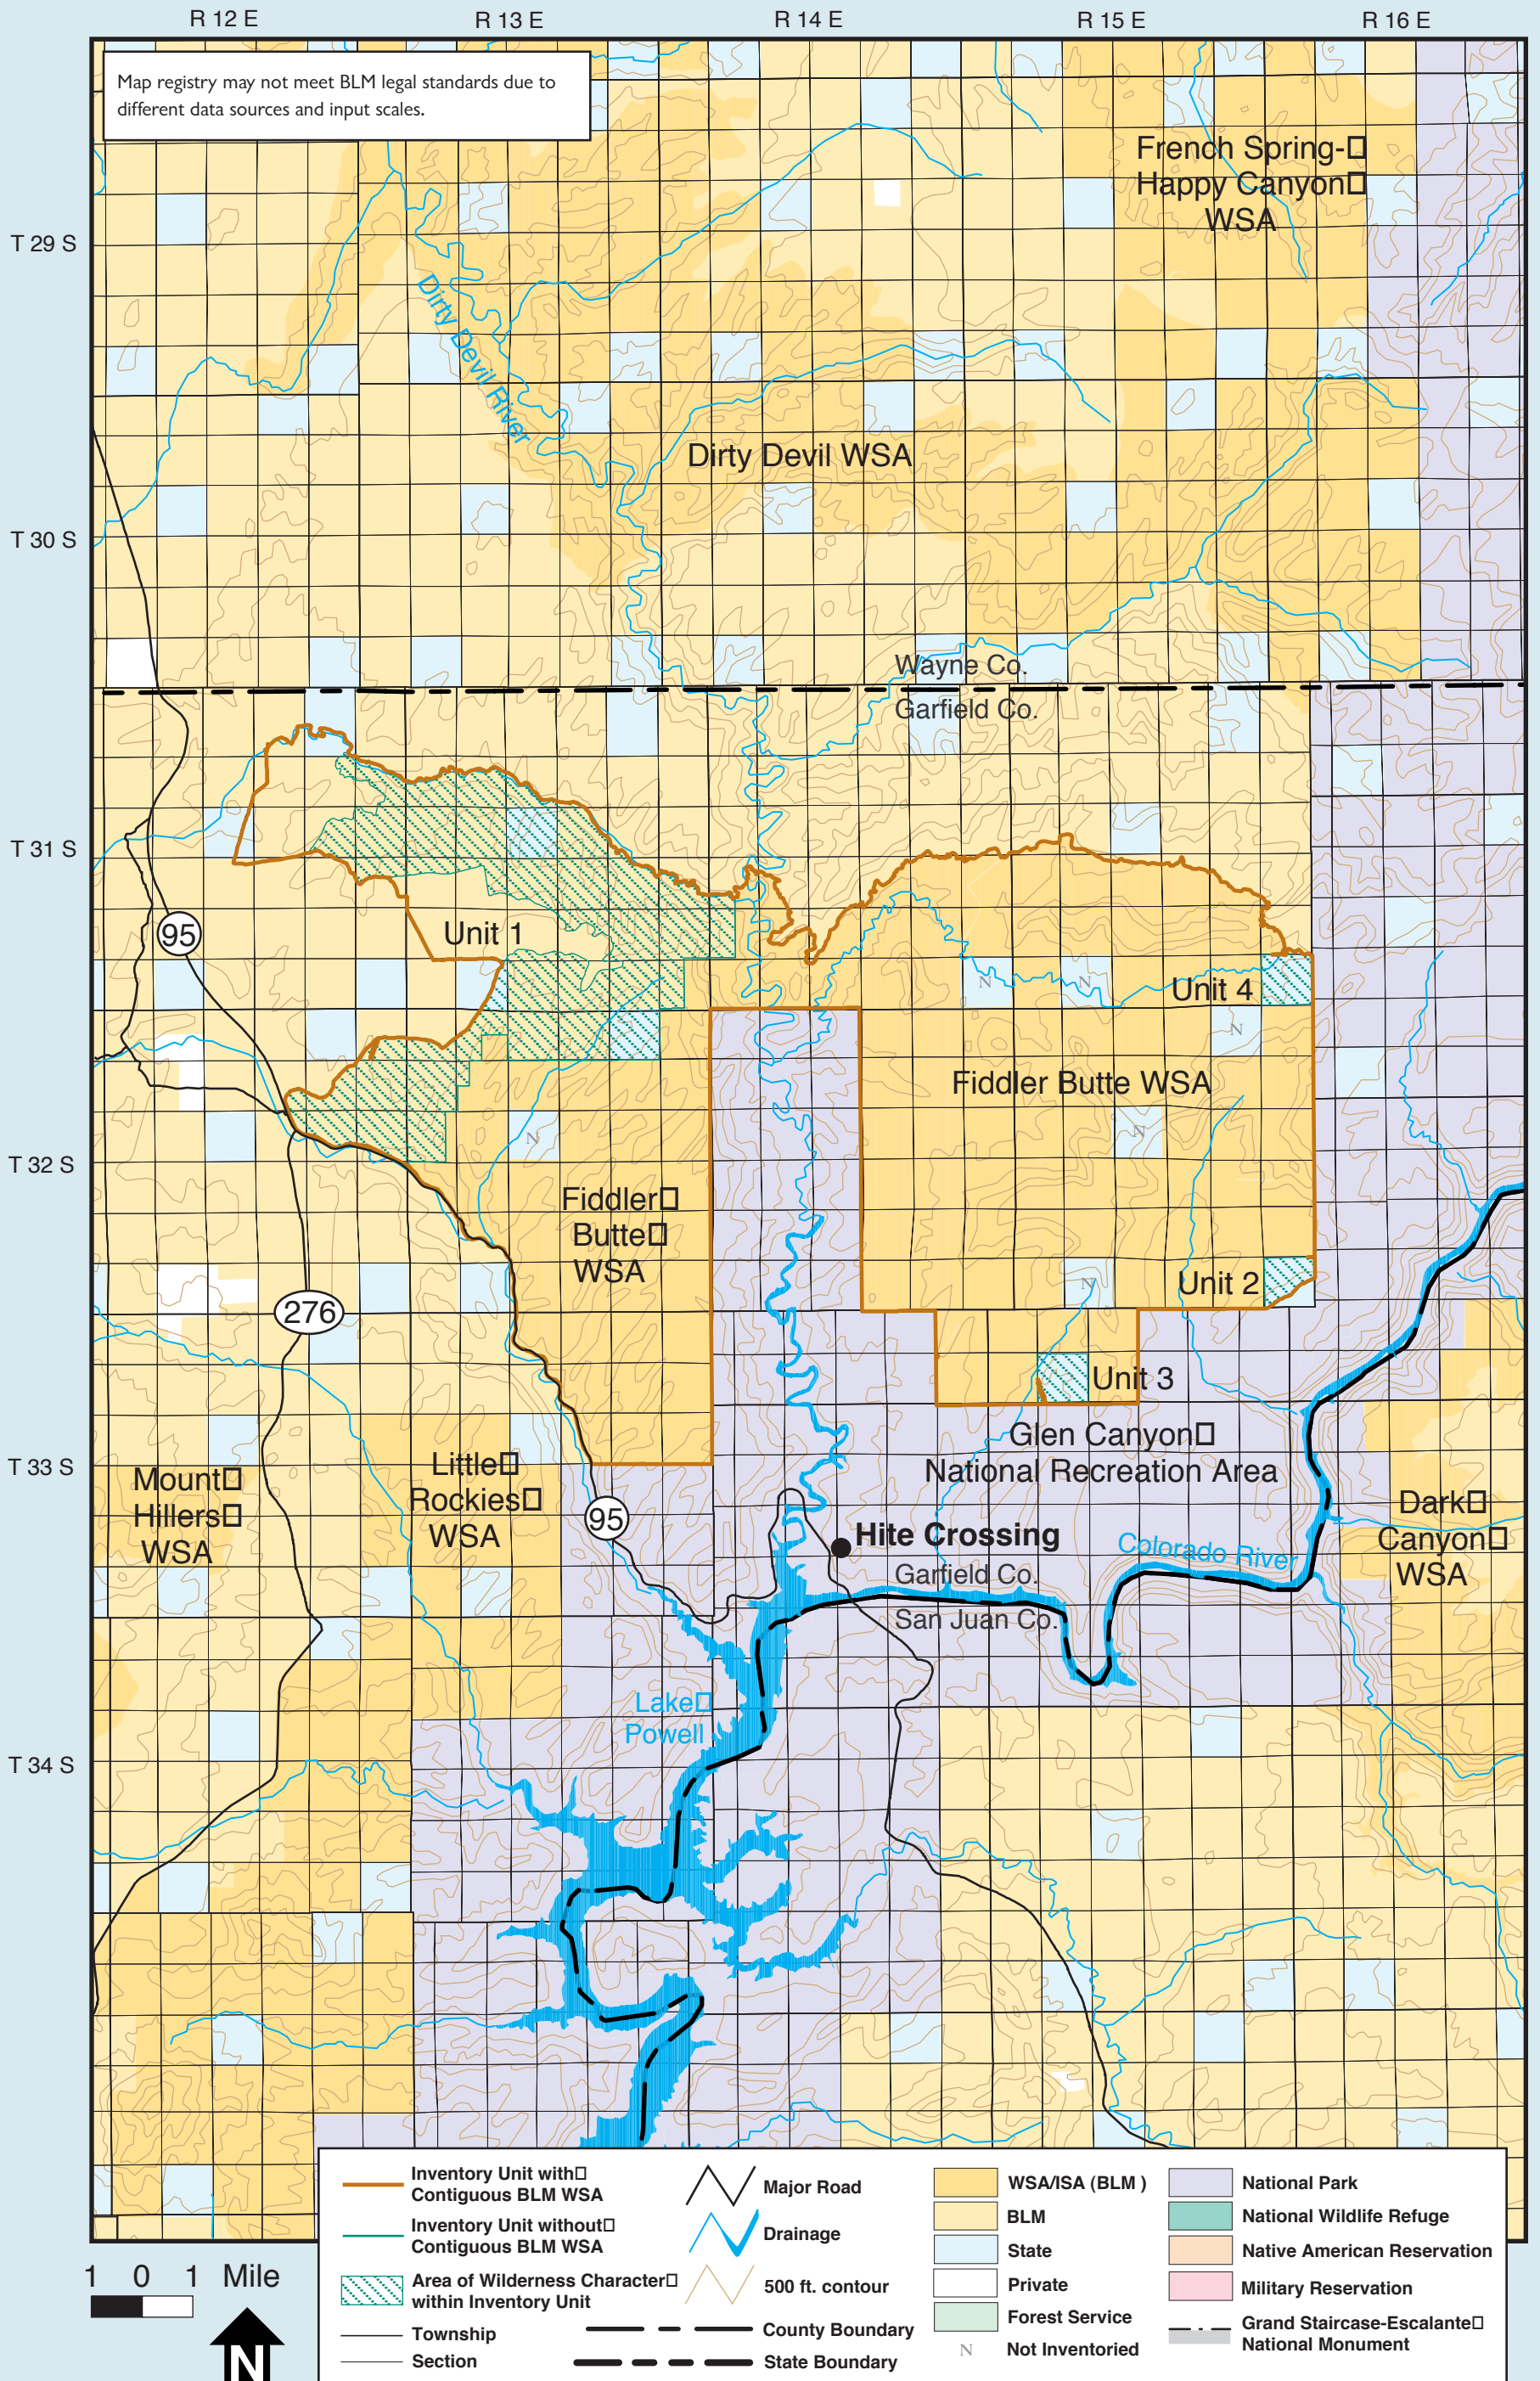 R 12 E R 13 E R 14 E R 15 E R 16 E
Map registry may not meet BLM legal standards due to
different data sources and input scales.
French Spring-
Happy Canyon
WSA
T 29 S
Dirty Devil River
Dirty Devil WSA
T 30 S
Wayne Co.
Garfield Co.
T 31 S
95
Unit 1
N
N
Unit 4
N
Fiddler Butte WSA
N
N
T 32 S
Fiddler
Butte
WSA
N
Unit 2
276
Unit 3
Glen Canyon
National Recreation Area
T 33 S
Mount
Hillers
WSA
Little
Rockies
WSA
95
Dark
Canyon
WSA
Hite Crossing
Colorado River
Garfield Co.
San Juan Co.
Lake
Powell
T 34 S
Inventory Unit with
Contiguous BLM WSA
Inventory Unit without
Contiguous BLM WSA
Area of Wilderness Character
within Inventory Unit
Township
Section
Major Road
Drainage
500 ft. contour
County Boundary
State Boundary
WSA/ISA (BLM )
BLM
State
Private
Forest Service
N Not Inventoried
National Park
National Wildlife Refuge
Native American Reservation
Military Reservation
Grand Staircase-Escalante
National Monument
1 0 1 Mile
N